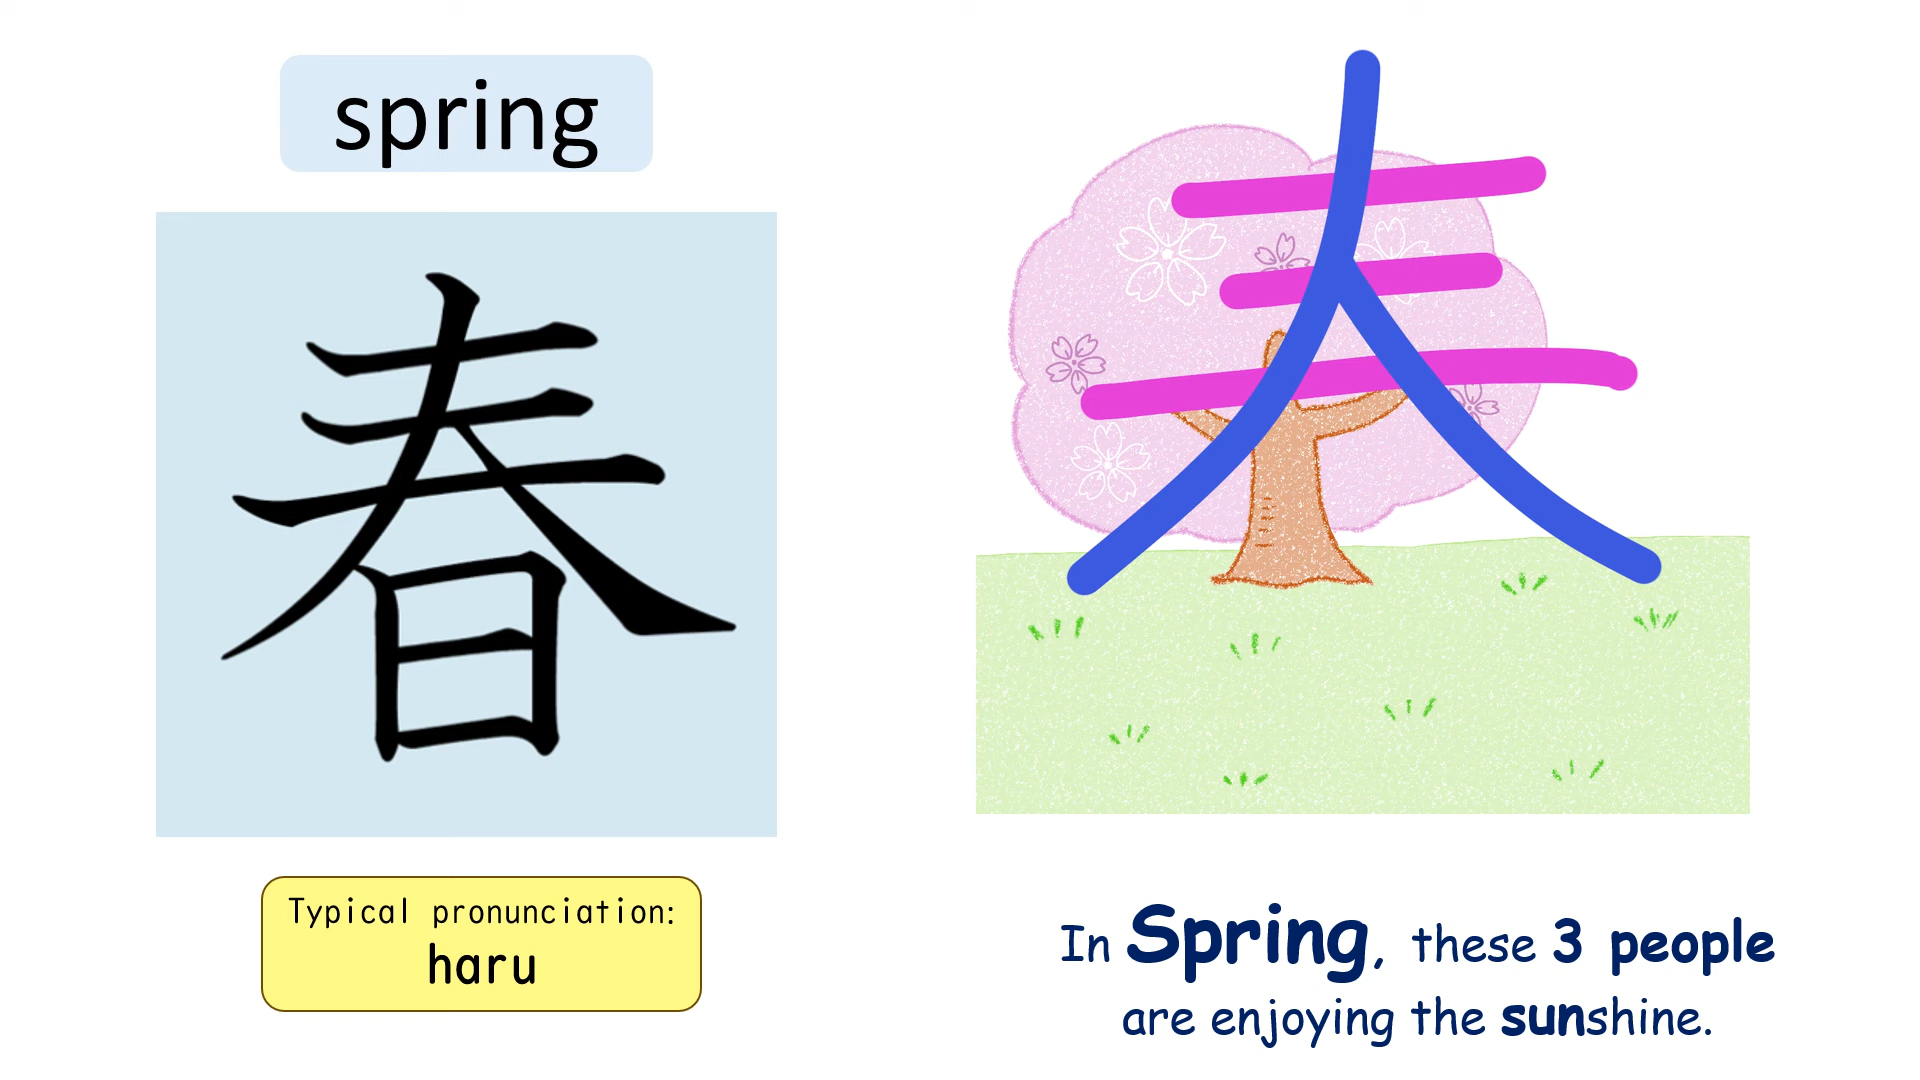 spring
春
Typical pronunciation:
haru
In Spring, these 3 people
are enjoying the sunshine.